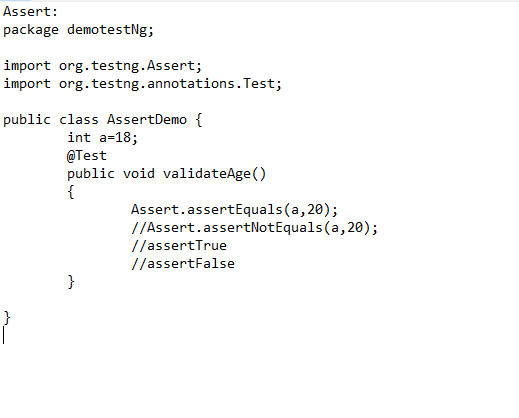 Assert:
package demotestNg;
import org.testng.Assert;
import org.testng.annotations.Test;
public class AssertDemo {
int a=18;
@Test
public void validateAge()
{
Assert.assertEquals(a,20);
//Assert.assertNotEquals(a,20);
//assertTrue
//assertFalse
}
}